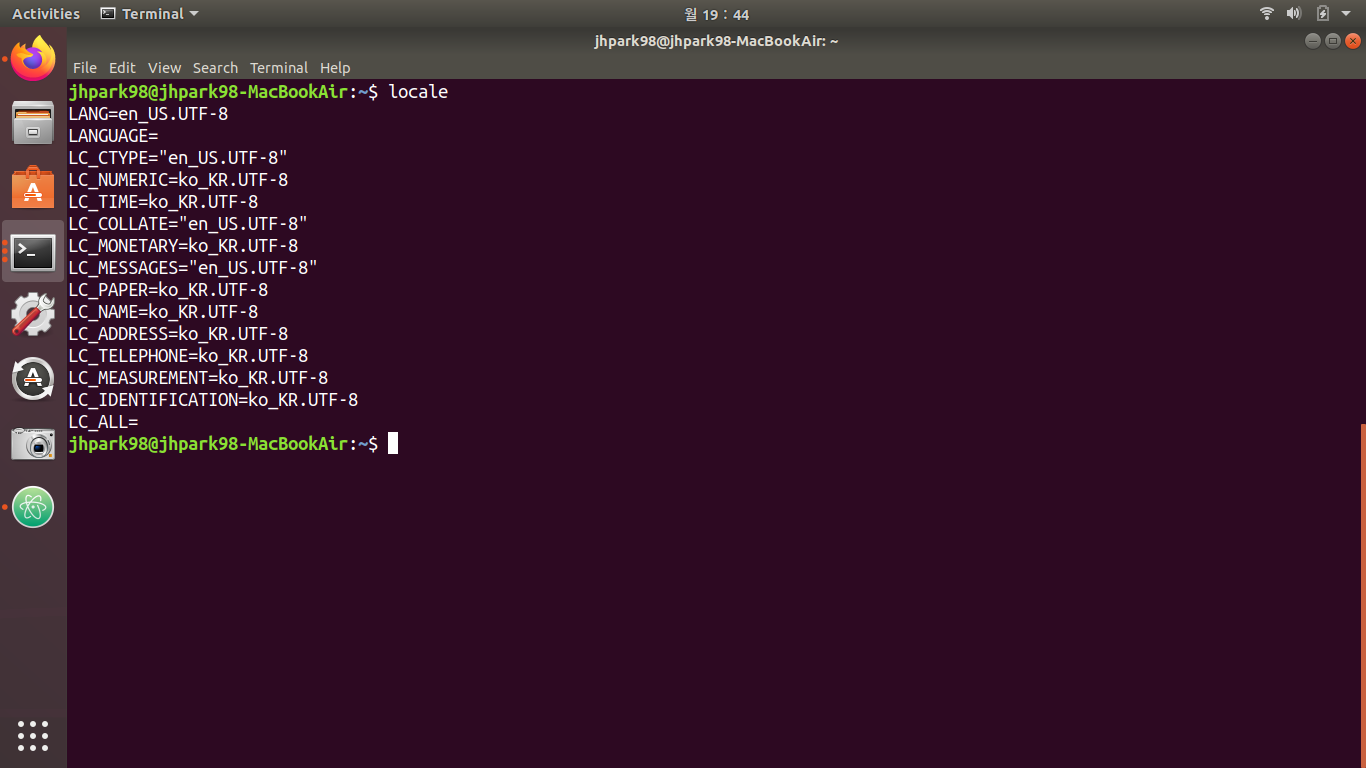 Activities Terminal 월 19 : 44
jhpark98@jhpark98-MacBookAir: ~
File Edit View Search Terminal Help
jhpark98@jhpark98-MacBookAir:~$ locale
LANG=en_US.UTF-8
LANGUAGE=
LC_CTYPE="en_US.UTF-8"
LC_NUMERIC=ko_KR.UTF-8
LC_TIME=ko_KR.UTF-8
LC_COLLATE="en_US.UTF-8"
LC_MONETARY=ko_KR.UTF-8
LC_MESSAGES="en_US.UTF-8"
LC_PAPER=ko_KR.UTF-8
LC_NAME=ko_KR.UTF-8
LC_ADDRESS=ko_KR.UTF-8
LC_TELEPHONE=ko_KR.UTF-8
LC_MEASUREMENT=ko_KR.UTF-8
LC_IDENTIFICATION=ko_KR.UTF-8
LC_ALL=
jhpark98@jhpark98-MacBookAir:~$